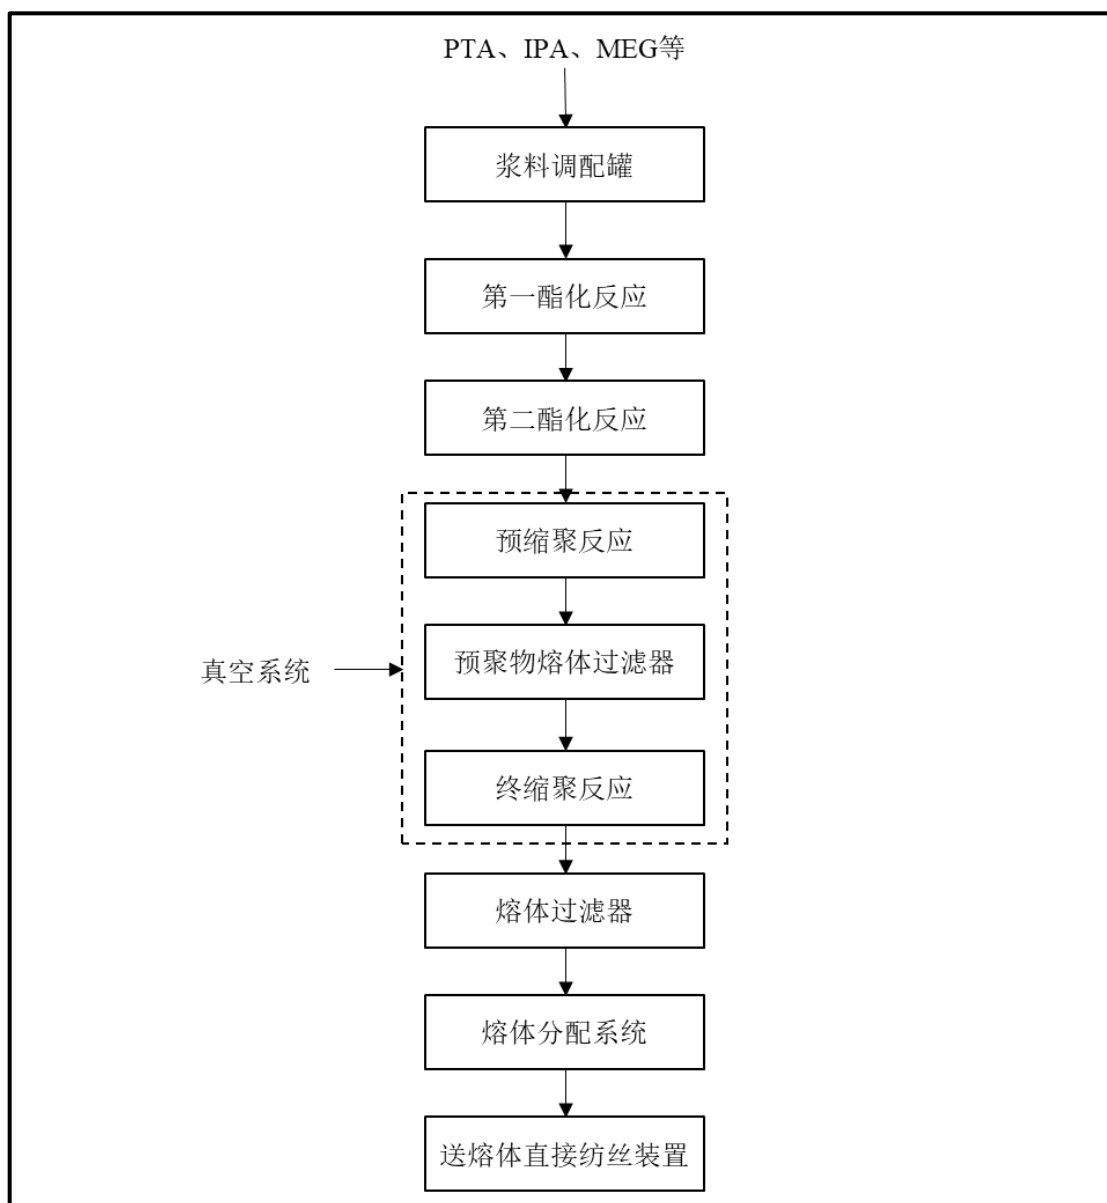 PTA、IPA、MEG等
浆料调配罐
第一酯化反应
第二酯化反应
预缩聚反应
真空系统
预聚物熔体过滤器
终缩聚反应
熔体过滤器
熔体分配系统
送熔体直接纺丝装置